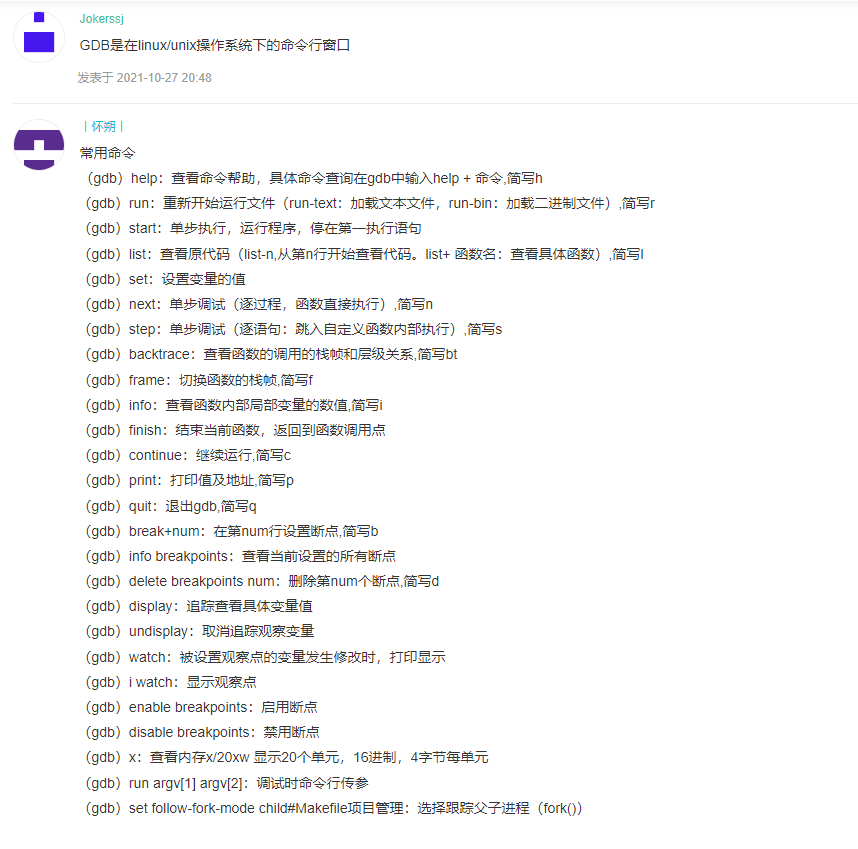 Jokerssj
GDB是在linux/unix操作系统下的命令行窗口
发表于 2021-10-27 20:48
丨怀朔丨
常用命令
（gdb）help：查看命令帮助，具体命令查询在gdb中输入help + 命令,简写h
（gdb）run：重新开始运行文件（run-text：加载文本文件，run-bin：加载二进制文件）,简写r
（gdb）start：单步执行，运行程序，停在第一执行语句
（gdb）list：查看原代码（list-n,从第n行开始查看代码。list+ 函数名：查看具体函数）,简写l
（gdb）set：设置变量的值
（gdb）next：单步调试（逐过程，函数直接执行）,简写n
（gdb）step：单步调试（逐语句：跳入自定义函数内部执行）,简写s
（gdb）backtrace：查看函数的调用的栈帧和层级关系,简写bt
（gdb）frame：切换函数的栈帧,简写f
（gdb）info：查看函数内部局部变量的数值,简写i
（gdb）finish：结束当前函数，返回到函数调用点
（gdb）continue：继续运行,简写c
（gdb）print：打印值及地址,简写p
（gdb）quit：退出gdb,简写q
（gdb）break+num：在第num行设置断点,简写b
（gdb）info breakpoints：查看当前设置的所有断点
（gdb）delete breakpoints num：删除第num个断点,简写d
（gdb）display：追踪查看具体变量值
（gdb）undisplay：取消追踪观察变量
（gdb）watch：被设置观察点的变量发生修改时，打印显示
（gdb）i watch：显示观察点
（gdb）enable breakpoints：启用断点
（gdb）disable breakpoints：禁用断点
（gdb）x：查看内存x/20xw 显示20个单元，16进制，4字节每单元
（gdb）run argv[1] argv[2]：调试时命令行传参
（gdb）set follow-fork-mode child#Makefile项目管理：选择跟踪父子进程（fork()）